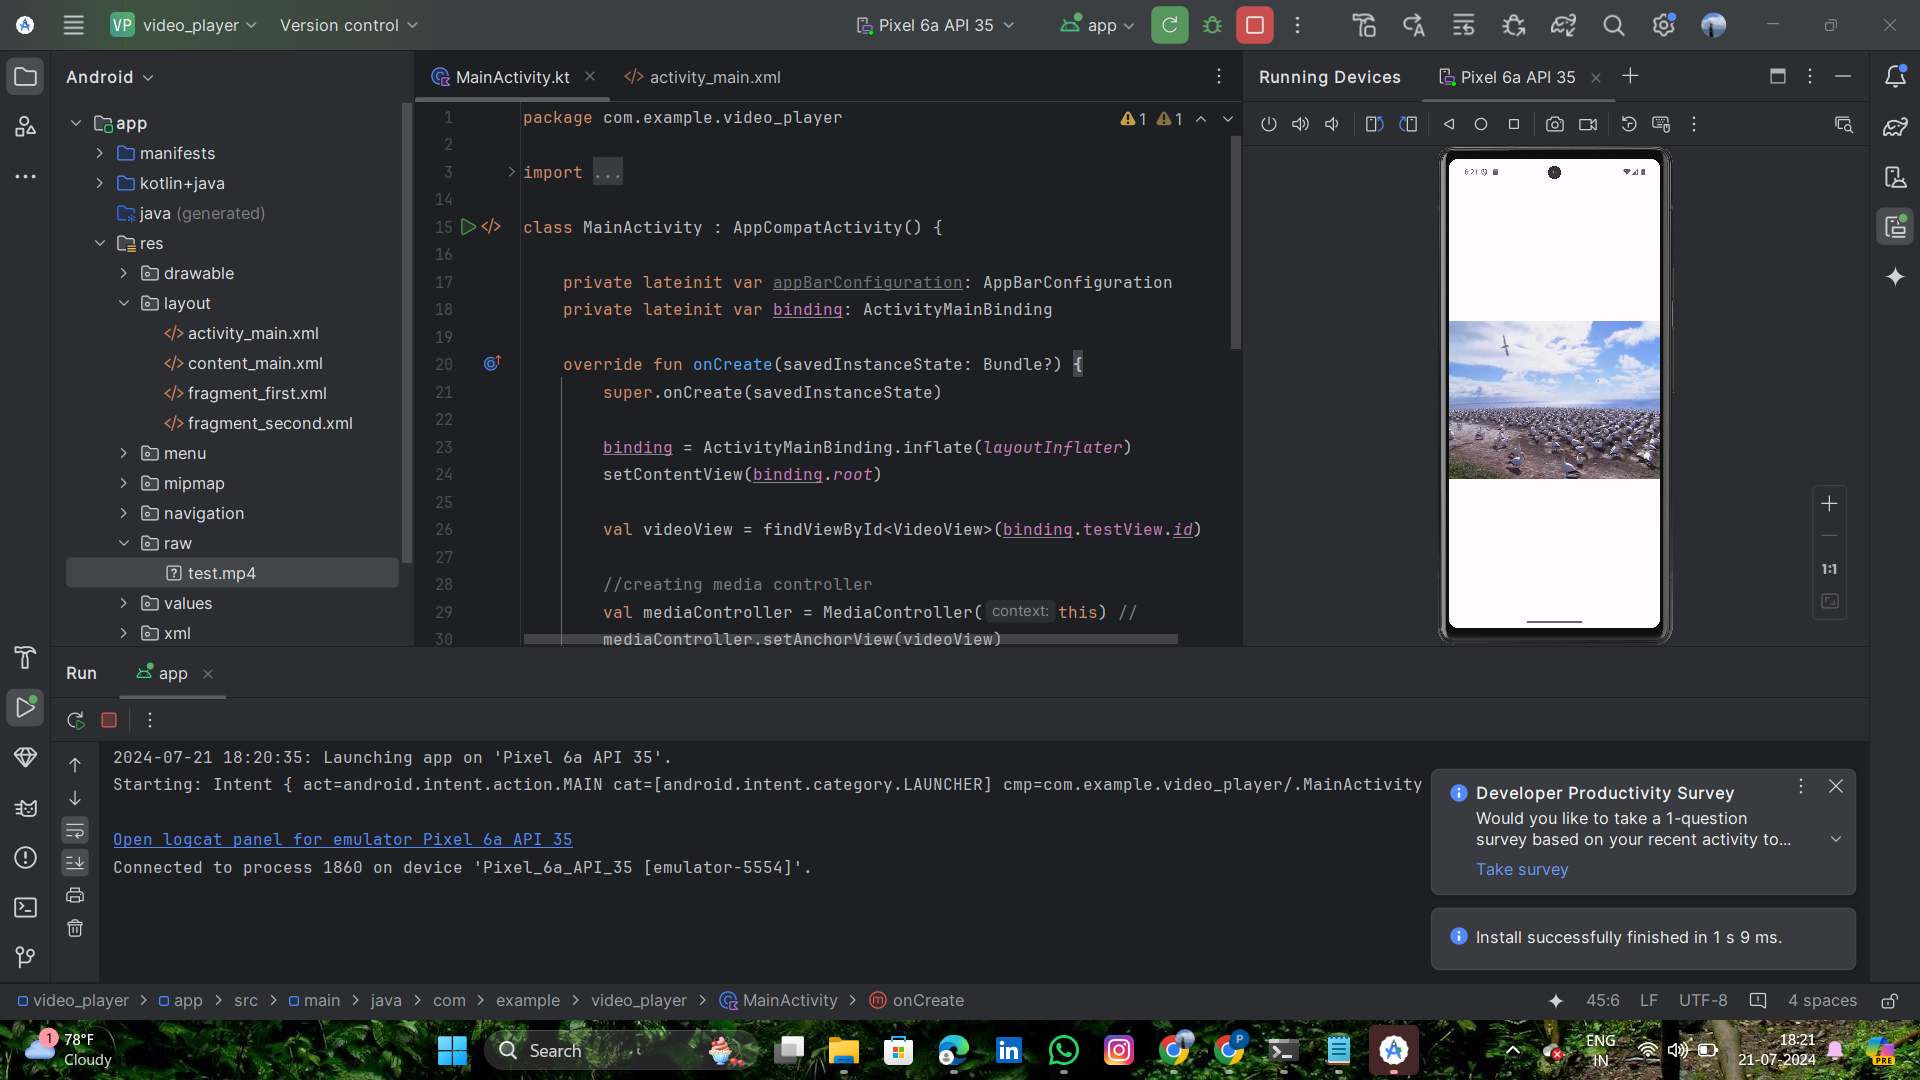 VP video_player
Version control
Pixel 6a API 35
app
Android
app
manifests
kotlin+java
java (generated)
res
drawable
layout
activity_main.xml
content_main.xml
fragment_first.xml
fragment_second.xml
menu
mipmap
navigation
raw
test.mp4
values
xml
MainActivity.kt
activity_main.xml
1 package com.example.video_player
1 1
2
3 import ...
14
15 class MainActivity : AppCompatActivity() {
16
17 private lateinit var appBarConfiguration: AppBarConfiguration
18 private lateinit var binding: ActivityMainBinding
19
20 override fun onCreate(savedInstanceState: Bundle?) {
21 super.onCreate(savedInstanceState)
22
23 binding = ActivityMainBinding.inflate(layoutInflater)
24 setContentView(binding.root)
25
26 val videoView = findViewById<VideoView>(binding.testView.id)
27
28 //creating media controller
29 val mediaController = MediaController( context: this) //
30 mediaController.setAnchorView(videoView)
Running Devices
Pixel 6a API 35
6:21
1:1
Run
app
2024-07-21 18:20:35: Launching app on 'Pixel 6a API 35'.
Starting: Intent { act=android.intent.action.MAIN cat=[android.intent.category.LAUNCHER] cmp=com.example.video_player/.MainActivity
Open logcat panel for emulator Pixel 6a API 35
Connected to process 1860 on device 'Pixel_6a_API_35 [emulator-5554]'.
Developer Productivity Survey
Would you like to take a 1-question
survey based on your recent activity to...
Take survey
Install successfully finished in 1 s 9 ms.
video_player > app > src > main > java > com > example > video_player > MainActivity > onCreate
45:6 LF UTF-8 4 spaces
1
78°F
Cloudy
Search
in
P
PRE
ENG
IN
18:21
21-07-2024